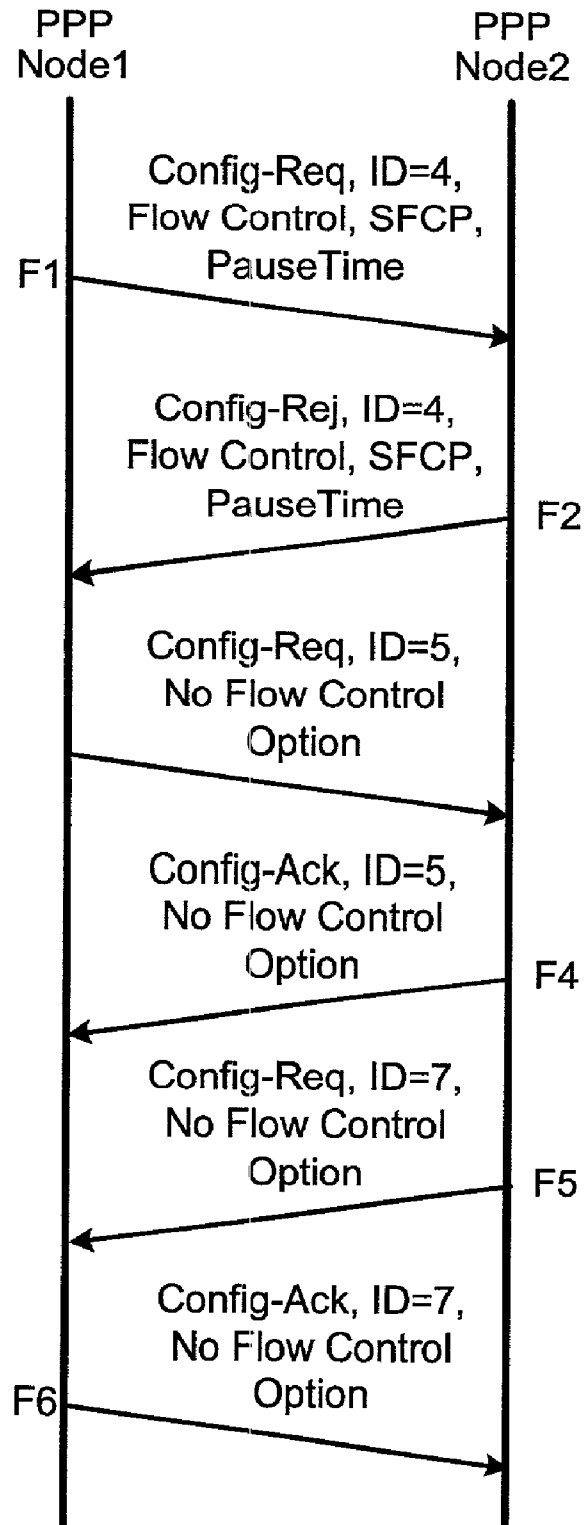 PPP
Node1
PPP
Node2
Config-Req, ID=4,
Flow Control, SFCP,
PauseTime
F1
Config-Rej, ID=4,
Flow Control, SFCP,
PauseTime
F2
Config-Req, ID=5,
No Flow Control
Option
Config-Ack, ID=5,
No Flow Control
Option
F4
Config-Req, ID=7,
No Flow Control
Option
F5
Config-Ack, ID=7,
No Flow Control
Option
F6